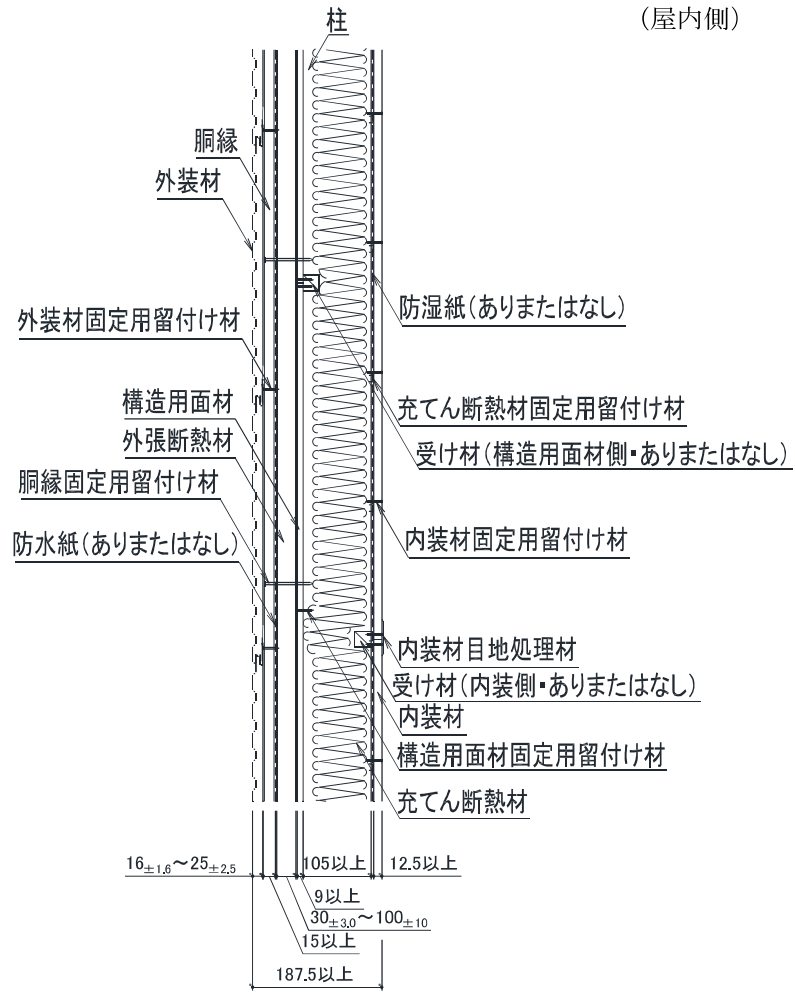 柱
(屋内側)
胴縁
外装材
外装材固定用留付け材
構造用面材
外張断熱材
胴縁固定用留付け材
防水紙(ありまたはなし)
防湿紙(ありまたはなし)
充てん断熱材固定用留付け材
受け材(構造用面材側・ありまたはなし)
内装材固定用留付け材
内装材目地処理材
受け材(内装側・ありまたはなし)
内装材
構造用面材固定用留付け材
充てん断熱材
16±1.6~25±2.5
105以上
12.5以上
9以上
30±3.0~100±10
15以上
187.5以上